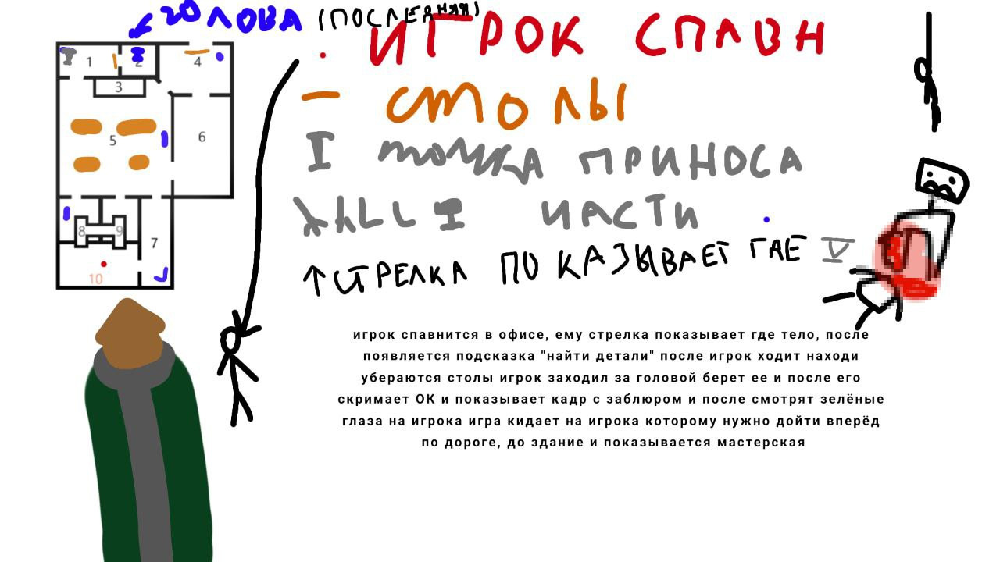 ГОЛОВА (ПОСЛЕДНЯЯ)
ИГРОК СПАВН
— СТОЛЫ
I точка ПРИНОСА
I ЧАСТИ
↑ СТРЕЛКА ПОКАЗЫВАЕТ ГДЕ V
1
2
4
3
5
6
8
9
7
10
игрок спавнится в офисе, ему стрелка показывает где тело, после
появляется подсказка "найти детали" после игрок ходит находи
убераются столы игрок заходил за головой берет ее и после его
скримает ОК и показывает кадр с заблюром и после смотрят зелёные
глаза на игрока игра кидает на игрока которому нужно дойти вперёд
по дороге, до здание и показывается мастерская